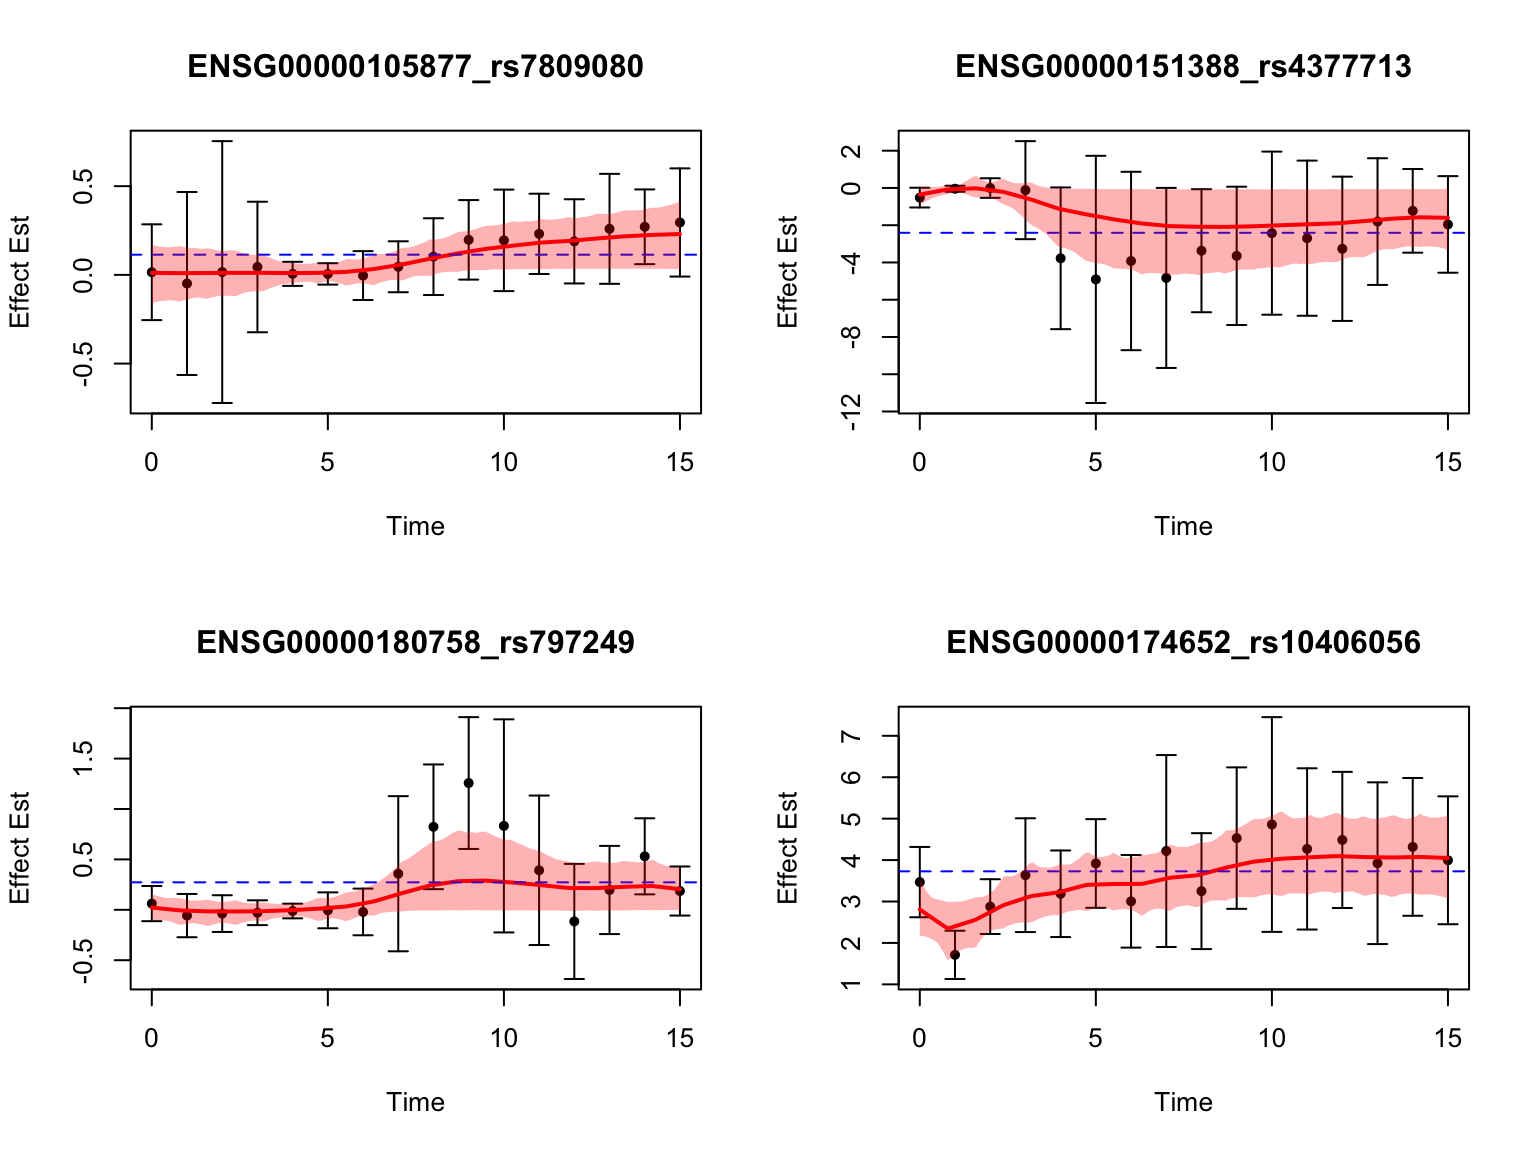 ENSG00000105877_rs7809080
Effect Est
0.5
0.0
-0.5
0 5 10 15
Time
ENSG00000151388_rs4377713
Effect Est
2
0
-4
-8
-12
0 5 10 15
Time
ENSG00000180758_rs797249
Effect Est
1.5
0.5
-0.5
0 5 10 15
Time
ENSG00000174652_rs10406056
Effect Est
7
6
5
4
3
2
1
0 5 10 15
Time